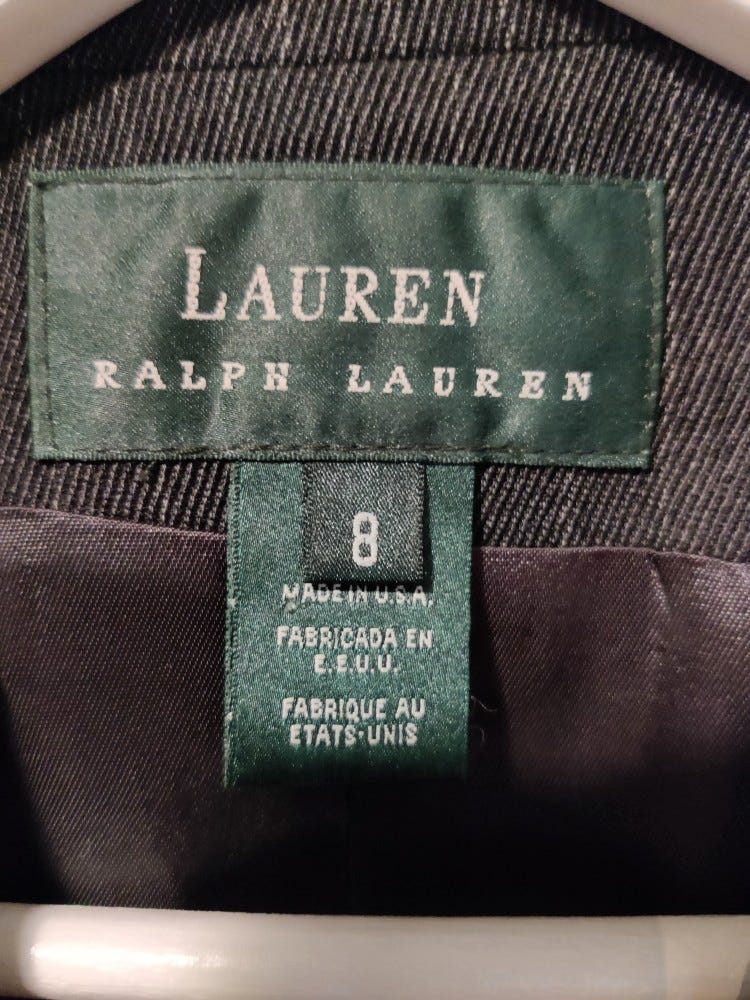 LAUREN
RALPH LAUREN
8
MADE IN U.S.A.
FABRICADA EN
E.E.U.U.
FABRIQUE AU
ETATS-UNIS